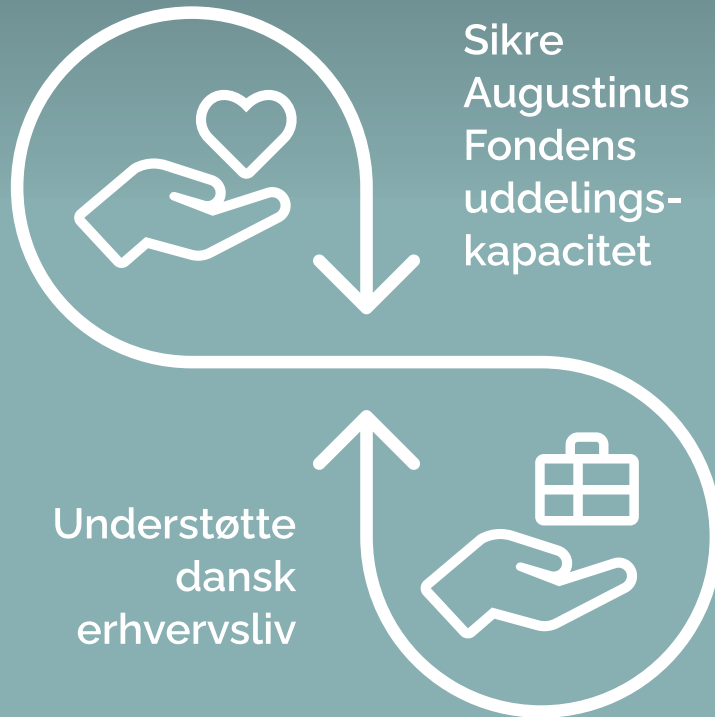 Sikre
Augustinus
Fondens
uddelings-
kapacitet
Understøtte
dansk
erhvervsliv